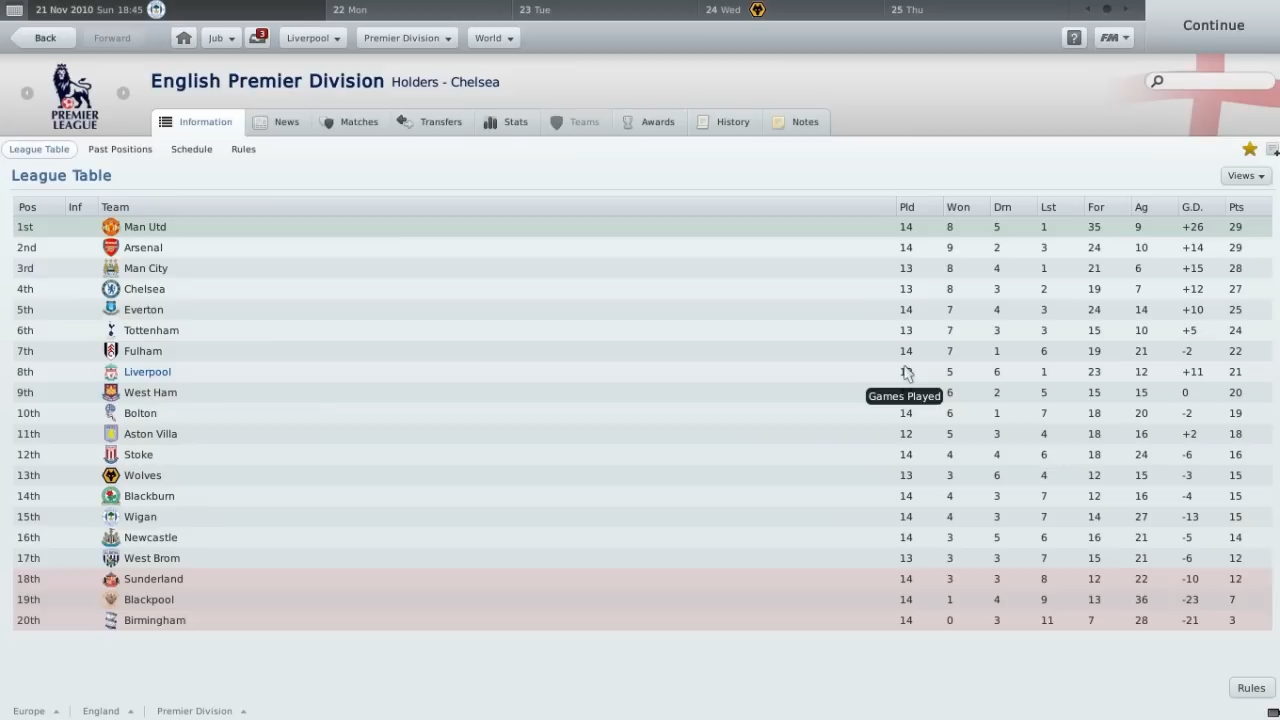 21 Nov 2010 Sun 18:45 22 Mon 23 Tue 24 Wed 25 Thu
Continue
Back Forward Job 3 Liverpool Premier Division World ? FM
PREMIER LEAGUE
English Premier Division Holders - Chelsea
Information News Matches Transfers Stats Teams Awards History Notes
League Table Past Positions Schedule Rules
League Table Views
Pos Inf Team Pld Won Drn Lst For Ag G.D. Pts
1st Man Utd 14 8 5 1 35 9 +26 29
2nd Arsenal 14 9 2 3 24 10 +14 29
3rd Man City 13 8 4 1 21 6 +15 28
4th Chelsea 13 8 3 2 19 7 +12 27
5th Everton 14 7 4 3 24 14 +10 25
6th Tottenham 13 7 3 3 15 10 +5 24
7th Fulham 14 7 1 6 19 21 -2 22
8th Liverpool 5 6 1 23 12 +11 21
9th West Ham 6 2 5 15 15 0 20
Games Played
10th Bolton 14 6 1 7 18 20 -2 19
11th Aston Villa 12 5 3 4 18 16 +2 18
12th Stoke 14 4 4 6 18 24 -6 16
13th Wolves 13 3 6 4 12 15 -3 15
14th Blackburn 14 4 3 7 12 16 -4 15
15th Wigan 14 4 3 7 14 27 -13 15
16th Newcastle 14 3 5 6 16 21 -5 14
17th West Brom 13 3 3 7 15 21 -6 12
18th Sunderland 14 3 3 8 12 22 -10 12
19th Blackpool 14 1 4 9 13 36 -23 7
20th Birmingham 14 0 3 11 7 28 -21 3
Rules
Europe England Premier Division